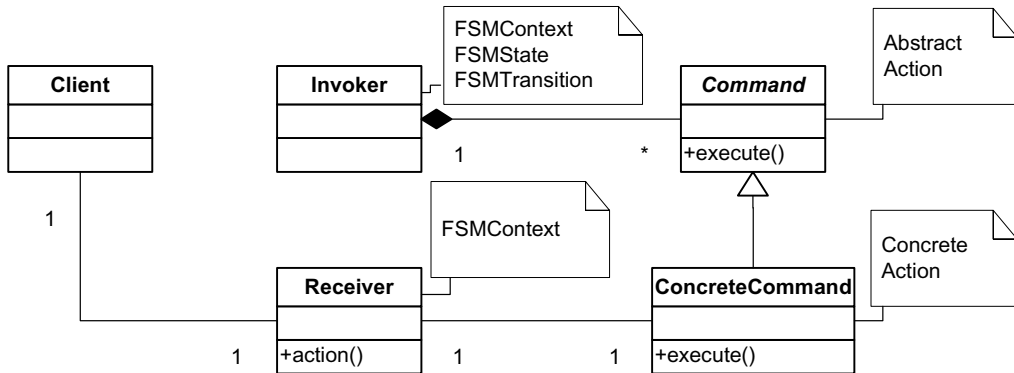 FSMContext
FSMState
FSMTransition
Abstract
Action
Client
Invoker
Command
+execute()
1
*
1
FSMContext
Concrete
Action
Receiver
ConcreteCommand
+action()
+execute()
1
1
1